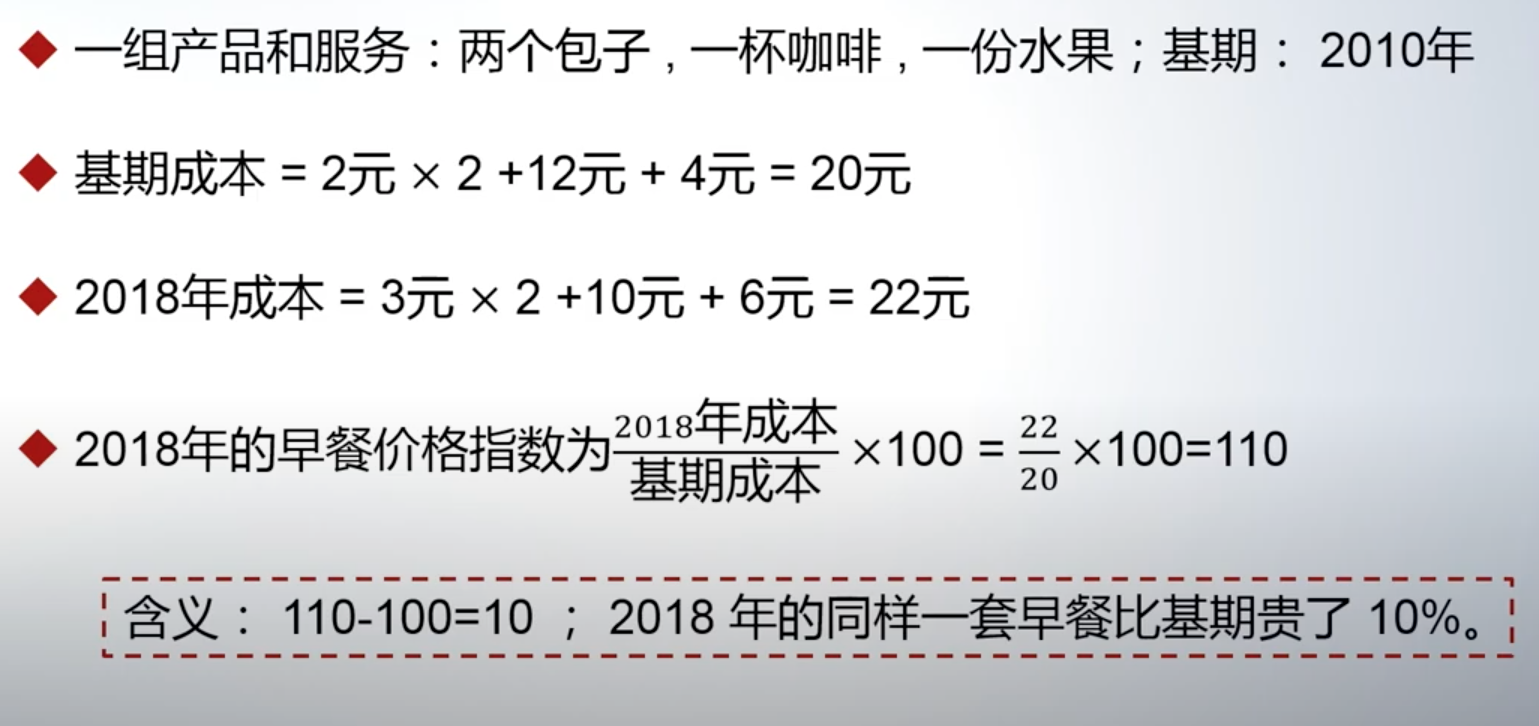 ◆ 一组产品和服务：两个包子，一杯咖啡，一份水果；基期： 2010年
◆ 基期成本 = 2元 × 2 +12元 + 4元 = 20元
◆ 2018年成本 = 3元 × 2 +10元 + 6元 = 22元
◆ 2018年的早餐价格指数为 2018年成本/基期成本 ×100 = 22/20 ×100=110
含义： 110-100=10 ； 2018 年的同样一套早餐比基期贵了 10%。